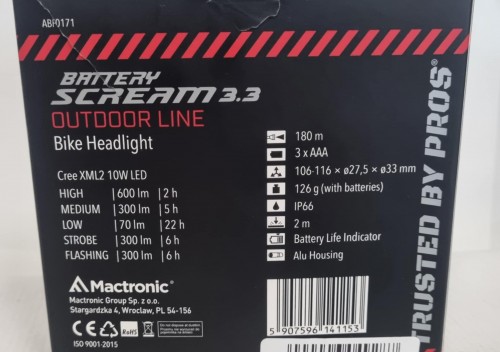 ABF0171
BATTERY
SCREAM 3.3
OUTDOOR LINE
Bike Headlight
Cree XML2 10W LED
HIGH | 600 lm | 2 h
MEDIUM | 300 lm | 5 h
LOW | 70 lm | 22 h
STROBE | 300 lm | 6 h
FLASHING | 300 lm | 6 h
180 m
3 x AAA
106-116 × ø27,5 × ø33 mm
126 g (with batteries)
IP66
2 m
Battery Life Indicator
Alu Housing
Mactronic®
Mactronic Group Sp. z o.o.
Stargardzka 4, Wroclaw, PL 54-156
CE RoHS
ISO 9001-2015
5 907596 141153
TRUSTED BY PROS®